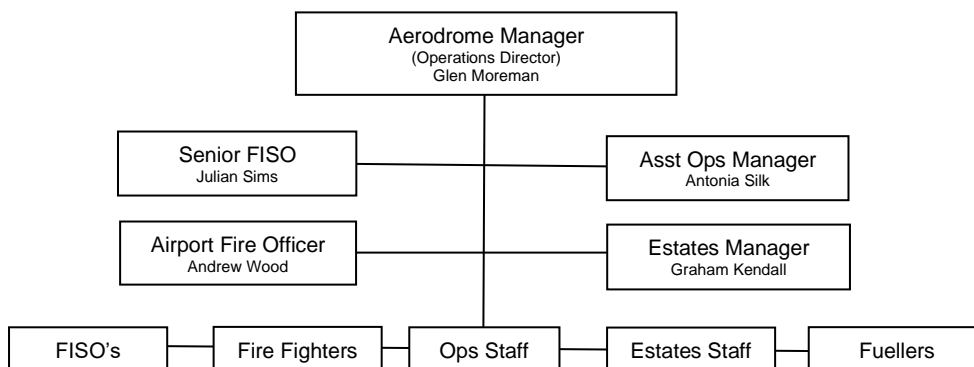 Aerodrome Manager
(Operations Director)
Glen Moreman
Senior FISO
Julian Sims
Asst Ops Manager
Antonia Silk
Airport Fire Officer
Andrew Wood
Estates Manager
Graham Kendall
FISO's
Fire Fighters
Ops Staff
Estates Staff
Fuellers